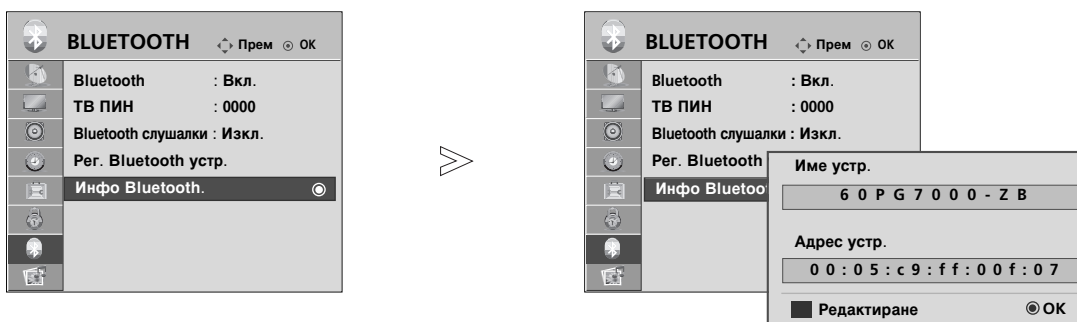 BLUETOOTH Прем OK
Bluetooth : Вкл.
ТВ ПИН : 0000
Bluetooth слушалки : Изкл.
Рег. Bluetooth устр.
Инфо Bluetooth.
BLUETOOTH Прем OK
Bluetooth : Вкл.
ТВ ПИН : 0000
Bluetooth слушалки : Изкл.
Рег. Bluetooth
Инфо Bluetoo
Име устр.
60PG7000-ZB
Адрес устр.
00:05:c9:ff:00f:07
Редактиране OK